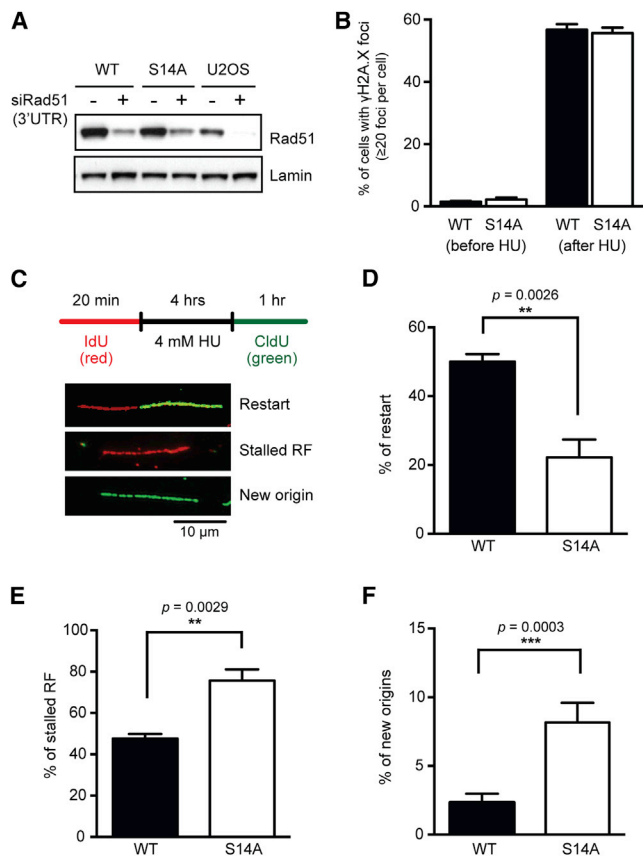 A
WT S14A U2OS
siRad51 - + - + - +
(3'UTR)
Rad51
Lamin
B
% of cells with γH2A.X foci
(≥20 foci per cell)
60
40
20
0
WT S14A WT S14A
(before HU) (after HU)
C
20 min 4 hrs 1 hr
IdU 4 mM HU CldU
(red) (green)
Restart
Stalled RF
New origin
10 μm
D
p = 0.0026
**
% of restart
60
40
20
0
WT S14A
E
p = 0.0029
**
% of stalled RF
100
80
60
40
20
0
WT S14A
F
p = 0.0003
***
% of new origins
15
10
5
0
WT S14A